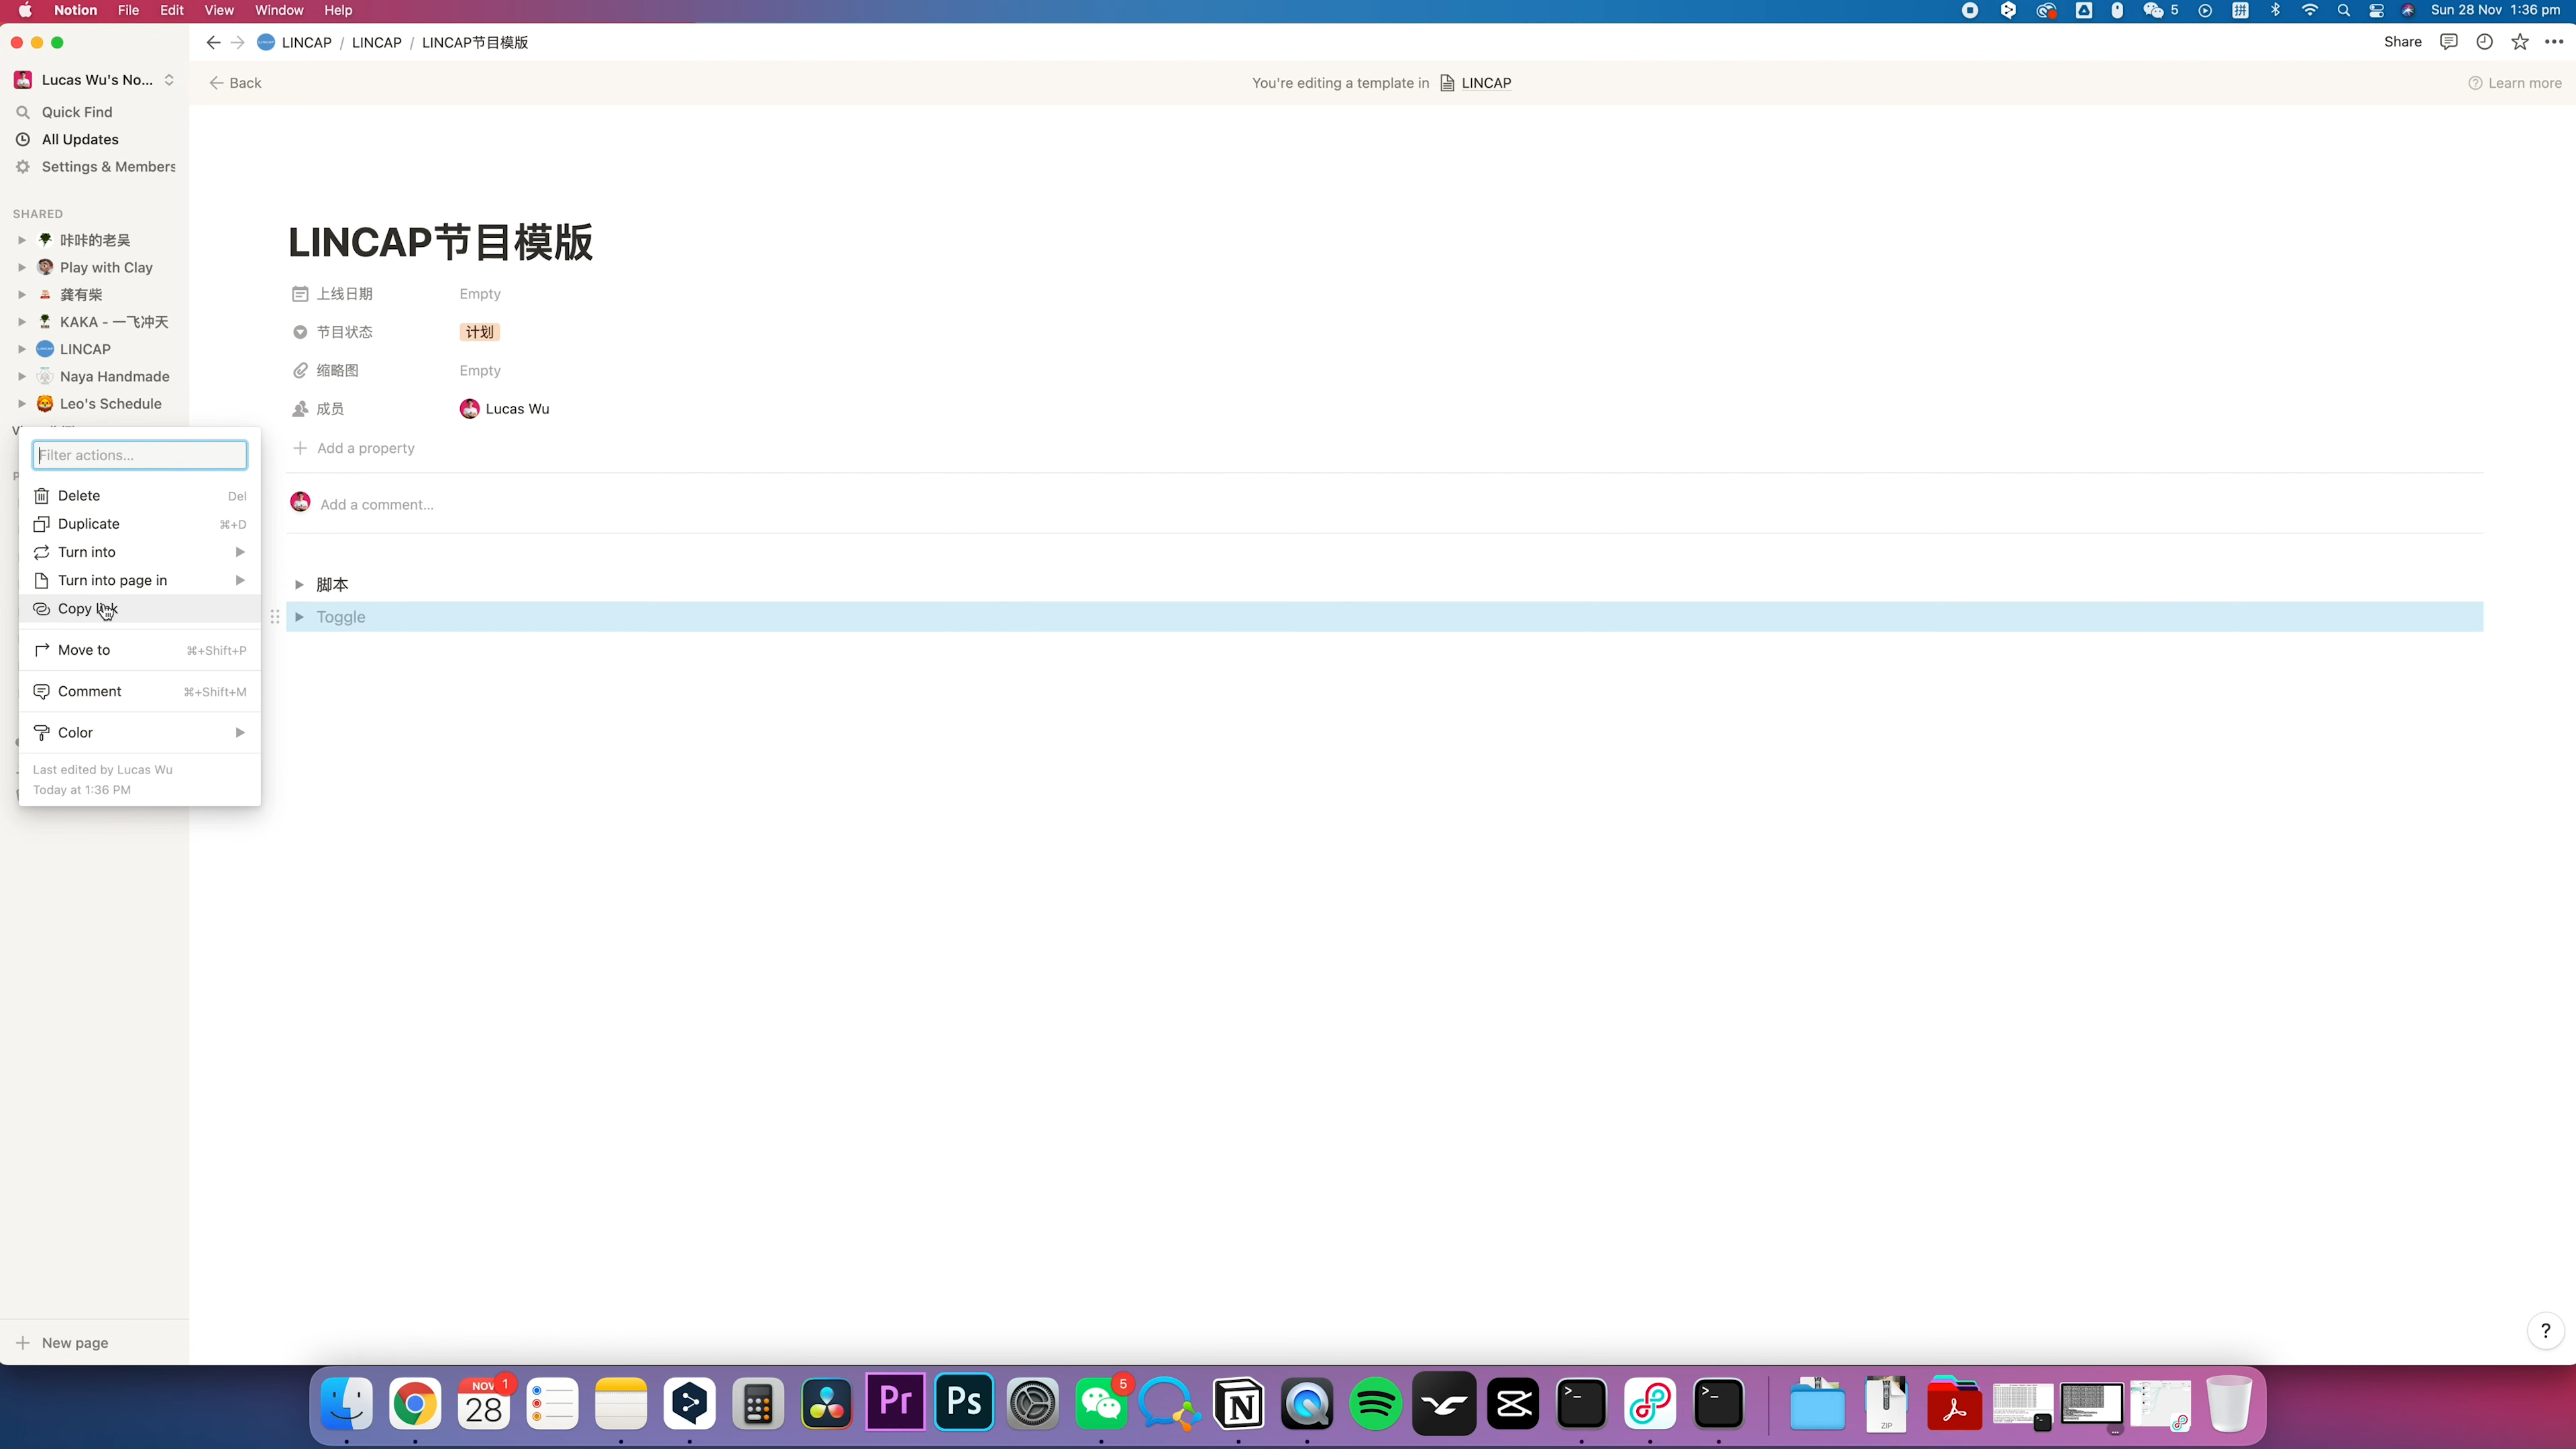 Notion File Edit View Window Help
5 拼 Sun 28 Nov 1:36 pm
LINCAP / LINCAP / LINCAP节目模版
Share
Lucas Wu's No...
Back
You're editing a template in LINCAP
Learn more
Quick Find
All Updates
Settings & Members
SHARED
咔咔的老吴
Play with Clay
龚有柴
KAKA - 一飞冲天
LINCAP
Naya Handmade
Leo's Schedule
Filter actions...
Delete Del
Duplicate ⌘+D
Turn into
Turn into page in
Copy link
Move to ⌘+Shift+P
Comment ⌘+Shift+M
Color
Last edited by Lucas Wu
Today at 1:36 PM
New page
LINCAP节目模版
上线日期 Empty
节目状态 计划
缩略图 Empty
成员 Lucas Wu
Add a property
Add a comment...
脚本
Toggle
?
NOV 1
28
Pr
Ps
5
ZIP